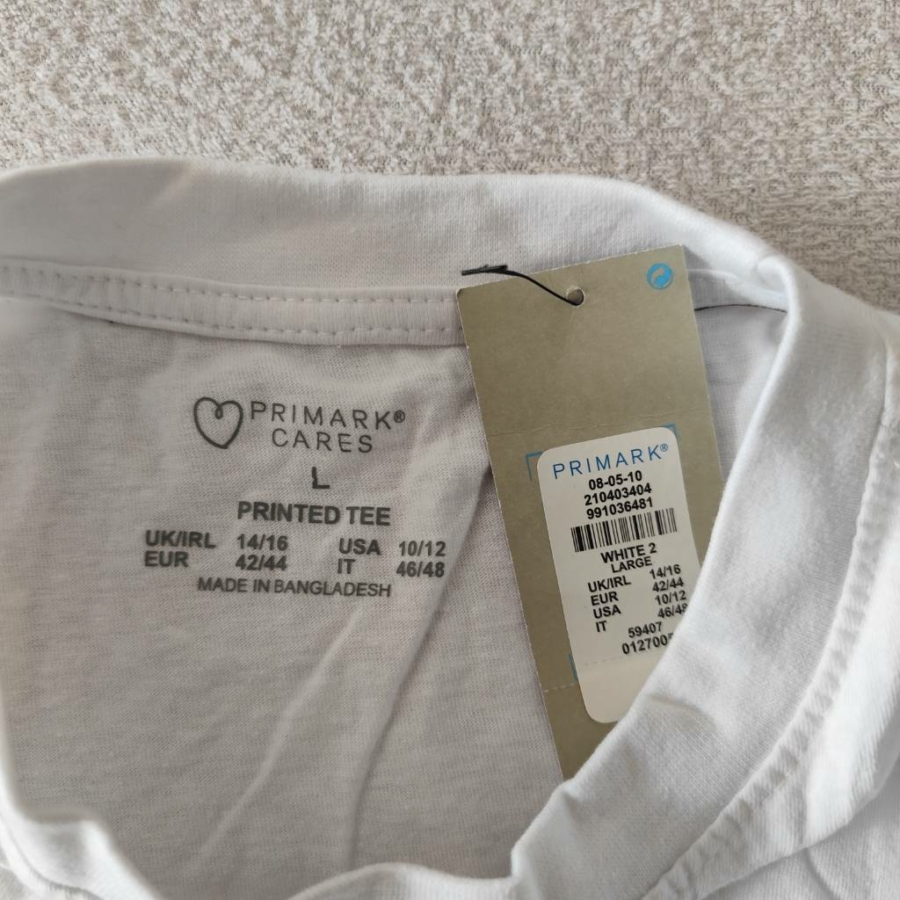 PRIMARK®
CARES
L
PRINTED TEE
UK/IRL 14/16 USA 10/12
EUR 42/44 IT 46/48
MADE IN BANGLADESH
PRIMARK®
08-05-10
210403404
991036481
WHITE 2
LARGE
UK/IRL 14/16
EUR 42/44
USA 10/12
IT 46/48
59407